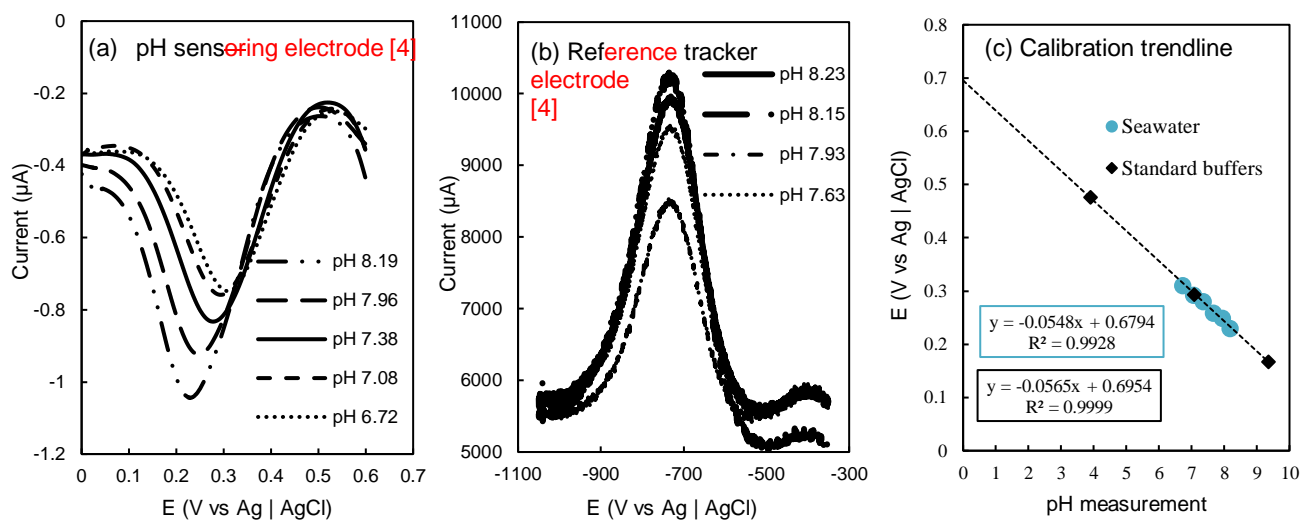 (a) pH sensoring electrode [4]
0
-0.2
-0.4
-0.6
-0.8
-1
-1.2
0
0.1
0.2
0.3
0.4
0.5
0.6
0.7
Current (µA)
E (V vs Ag | AgCl)
pH 8.19
pH 7.96
pH 7.38
pH 7.08
pH 6.72
(b) Reference tracker
electrode
[4]
pH 8.23
pH 8.15
pH 7.93
pH 7.63
10000
9000
8000
7000
6000
5000
-1100
-900
-700
-500
-300
Current (µA)
E (V vs Ag | AgCl)
(c) Calibration trendline
Seawater
Standard buffers
y = -0.0548x + 0.6794
R² = 0.9928
y = -0.0565x + 0.6954
R² = 0.9999
0.8
0.7
0.6
0.5
0.4
0.3
0.2
0.1
0
0
1
2
3
4
5
6
7
8
9
10
E (V vs Ag | AgCl)
pH measurement